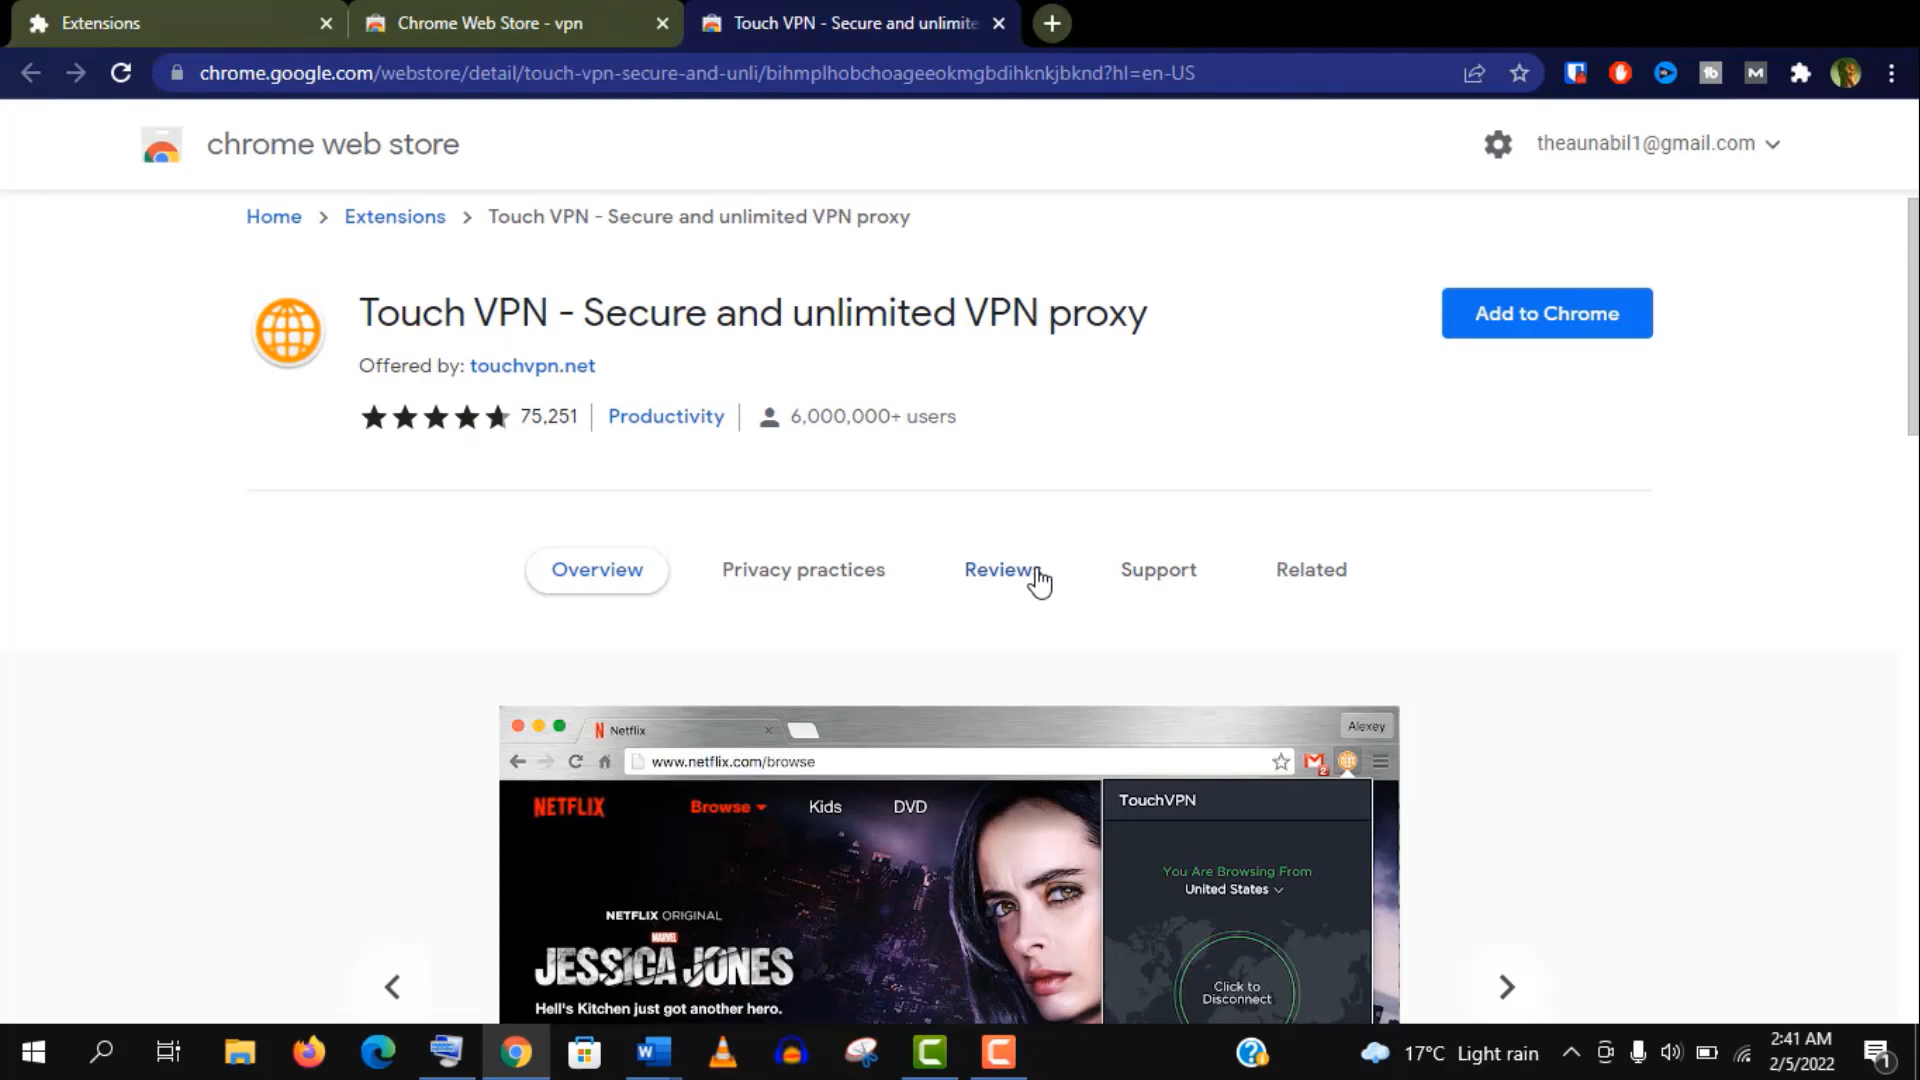 Extensions
Chrome Web Store - vpn
Touch VPN - Secure and unlimite
chrome.google.com/webstore/detail/touch-vpn-secure-and-unli/bihmplhobchoageeokmgbdihknkjbknd?hl=en-US
chrome web store
theaunabil1@gmail.com
Home > Extensions > Touch VPN - Secure and unlimited VPN proxy
Touch VPN - Secure and unlimited VPN proxy
Add to Chrome
Offered by: touchvpn.net
75,251
Productivity
6,000,000+ users
Overview
Privacy practices
Reviews
Support
Related
Netflix
Alexey
www.netflix.com/browse
2
NETFLIX
Browse
Kids
DVD
TouchVPN
You Are Browsing From
United States
NETFLIX ORIGINAL
MARVEL
JESSICA JONES
Hell's Kitchen just got another hero.
Click to
Disconnect
17°C Light rain
2:41 AM
2/5/2022
1